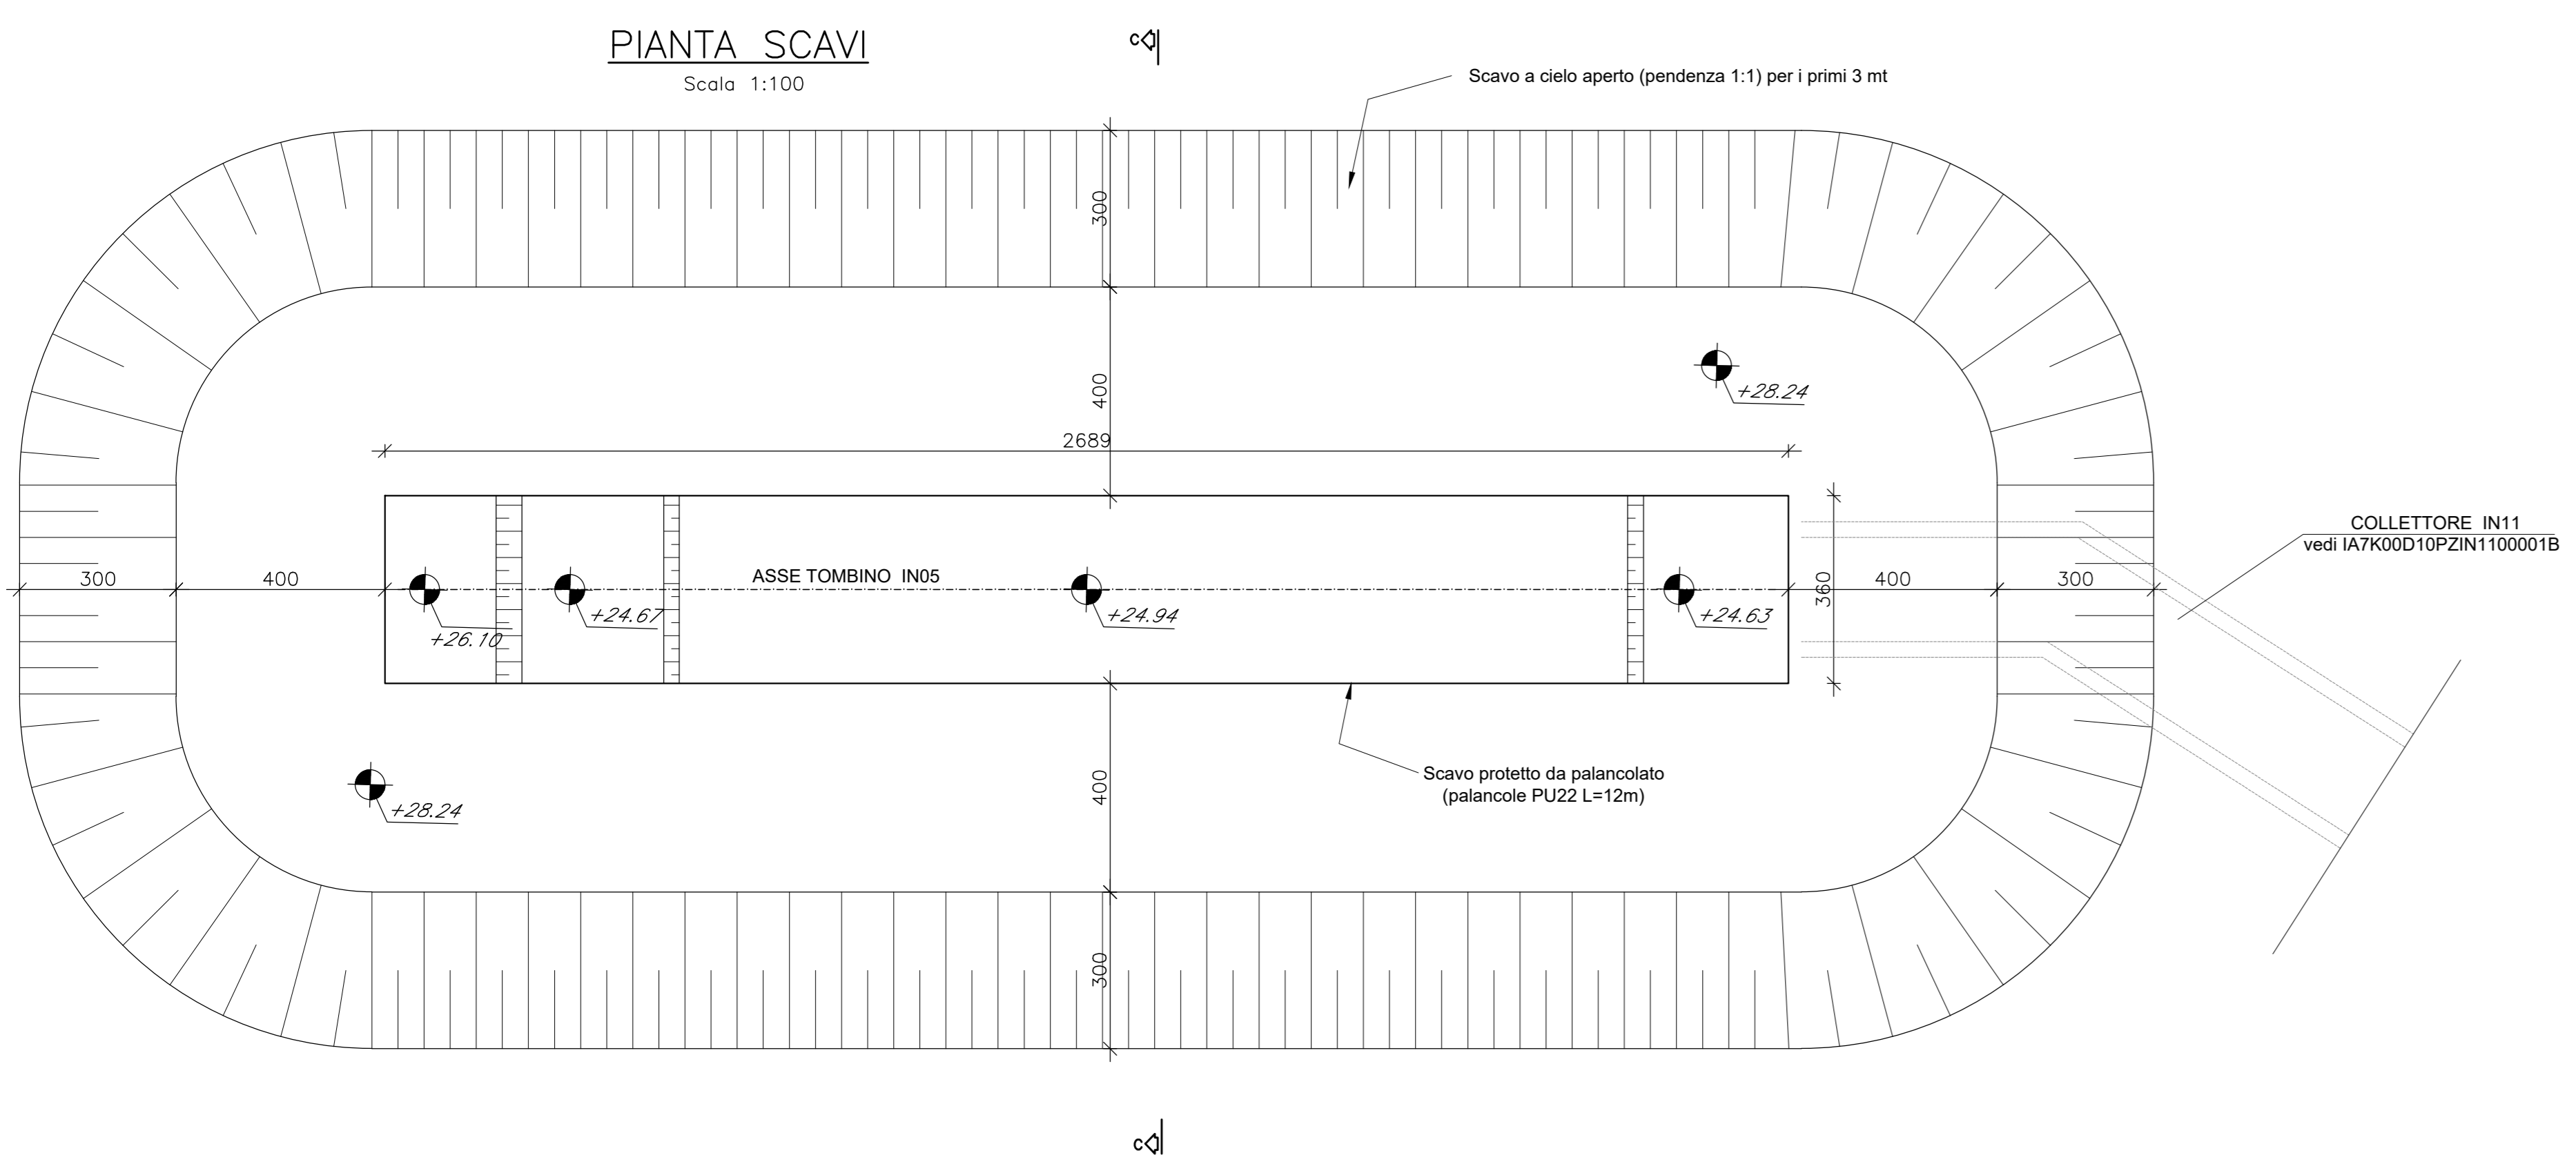 PIANTA SCAVI
Scala 1:100
C
Scavo a cielo aperto (pendenza 1:1) per i primi 3 mt
300
400
+28.24
2689
COLLETTORE IN11
vedi IA7K00D10PZIN1100001B
300
400
ASSE TOMBINO IN05
360
400
300
+26.10
+24.67
+24.94
+24.63
Scavo protetto da palancolato
(palancole PU22 L=12m)
400
+28.24
300
C